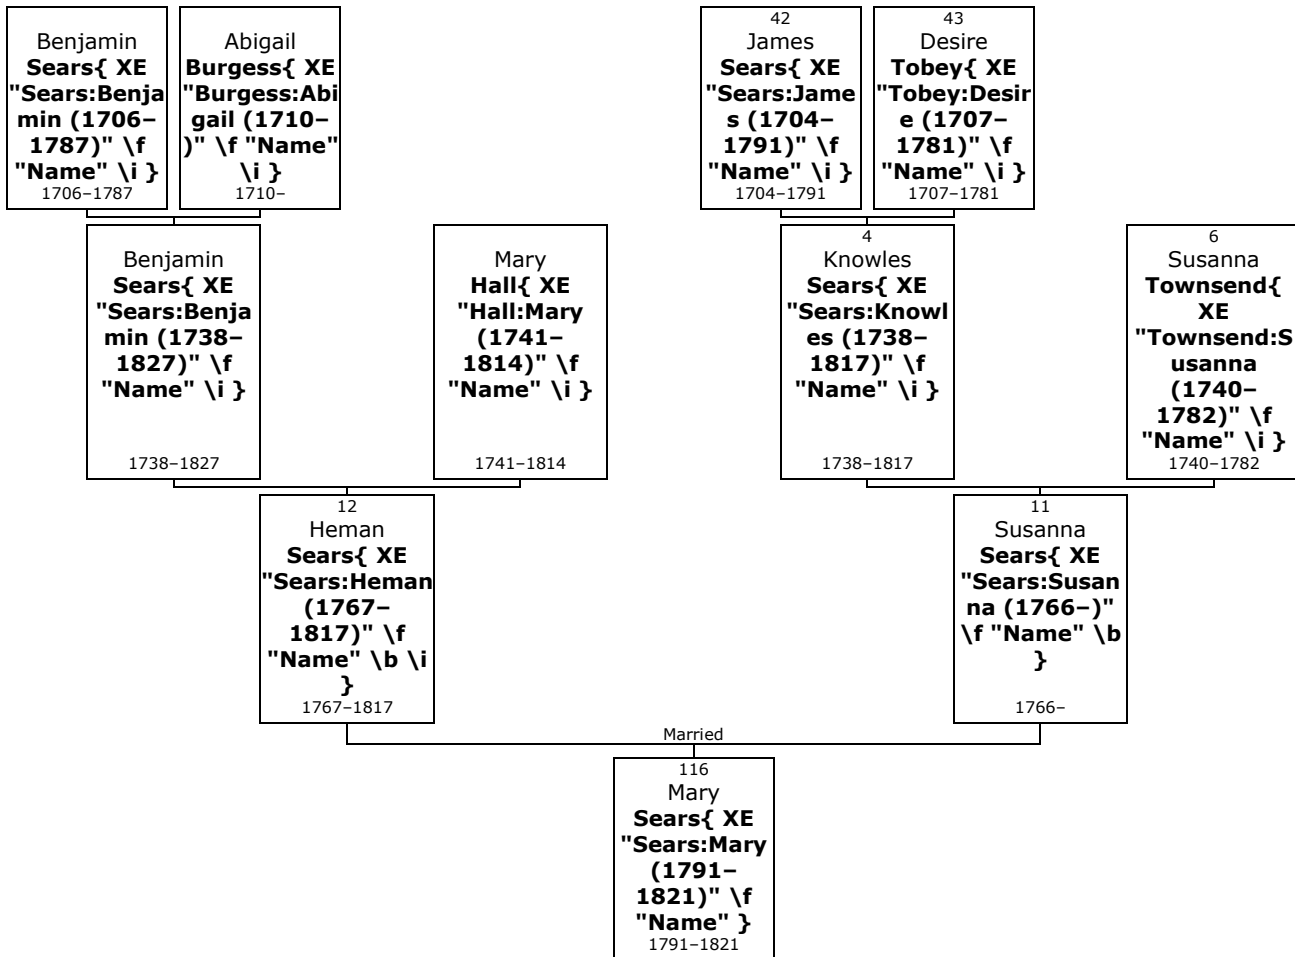 Benjamin
Sears{ XE
"Sears:Benja
min (1706–
1787)" \f
"Name" \i }
1706–1787
Abigail
Burgess{ XE
"Burgess:Abi
gail (1710–
)" \f "Name"
\i }
1710–
42
James
Sears{ XE
"Sears:Jame
s (1704–
1791)" \f
"Name" \i }
1704–1791
43
Desire
Tobey{ XE
"Tobey:Desir
e (1707–
1781)" \f
"Name" \i }
1707–1781
Benjamin
Sears{ XE
"Sears:Benja
min (1738–
1827)" \f
"Name" \i }
1738–1827
Mary
Hall{ XE
"Hall:Mary
(1741–
1814)" \f
"Name" \i }
1741–1814
4
Knowles
Sears{ XE
"Sears:Knowl
es (1738–
1817)" \f
"Name" \i }
1738–1817
6
Susanna
Townsend{
XE
"Townsend:S
usanna
(1740–
1782)" \f
"Name" \i }
1740–1782
12
Heman
Sears{ XE
"Sears:Heman
(1767–
1817)" \f
"Name" \b \i
}
1767–1817
11
Susanna
Sears{ XE
"Sears:Susan
na (1766–)"
\f "Name" \b
}
1766–
Married
116
Mary
Sears{ XE
"Sears:Mary
(1791–
1821)" \f
"Name" }
1791–1821